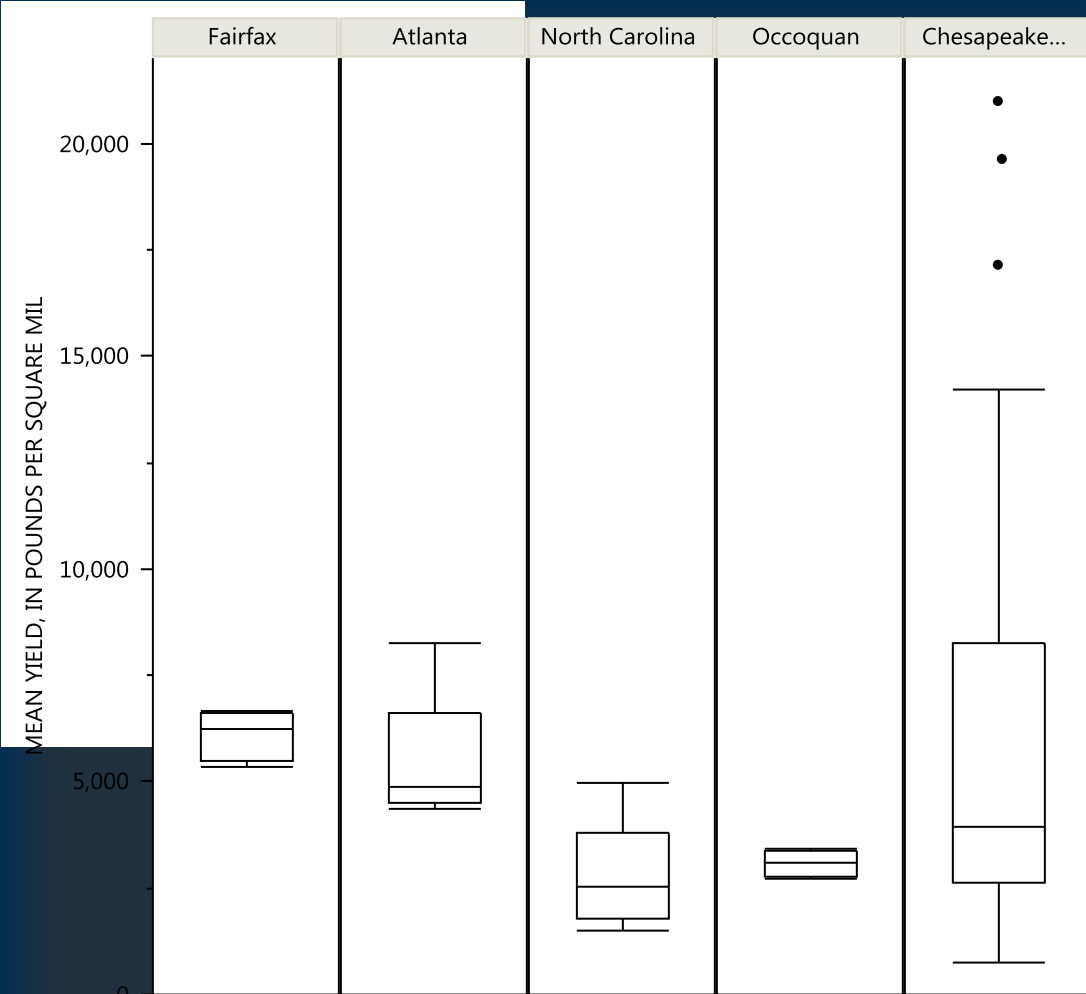 Fairfax Atlanta North Carolina Occoquan Chesapeake...
20,000
15,000
10,000
5,000
0
MEAN YIELD, IN POUNDS PER SQUARE MIL